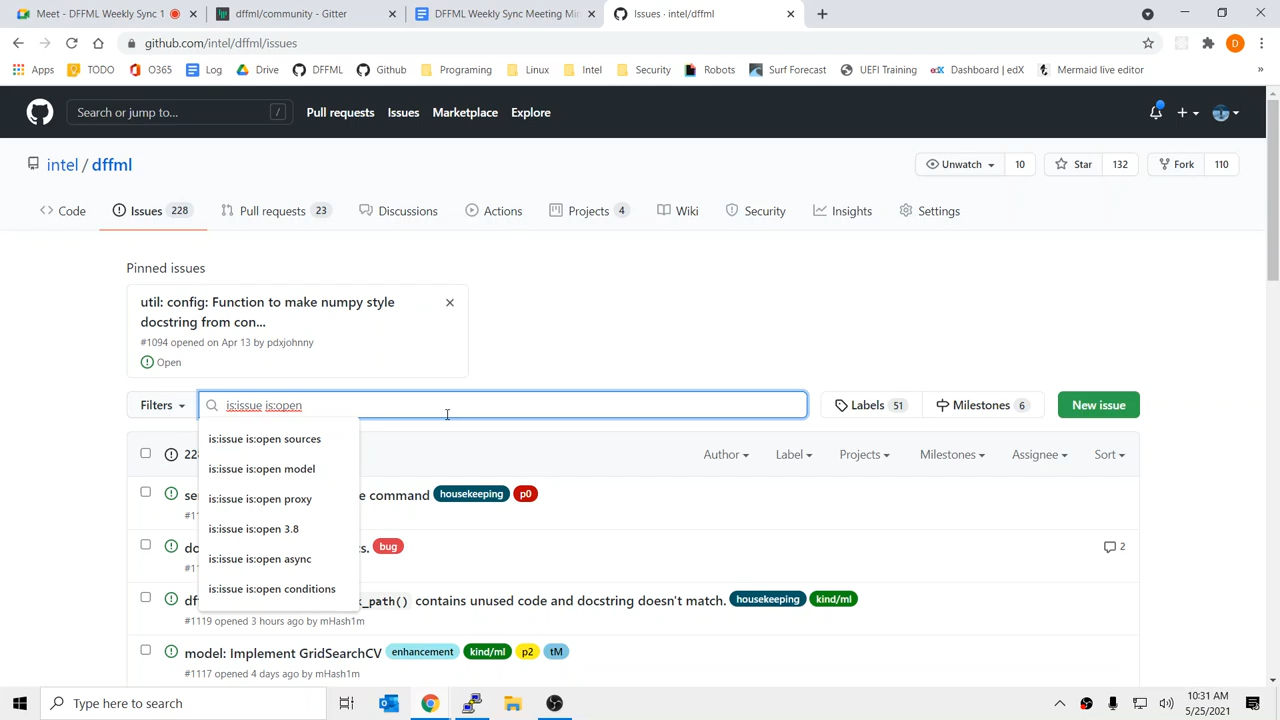 Meet - DFFML Weekly Sync 1
dffml/community - Gitter
DFFML Weekly Sync Meeting Min
Issues · intel/dffml
github.com/intel/dffml/issues
Apps
TODO
O365
Log
Drive
DFFML
Github
Programing
Linux
Intel
Security
Robots
Surf Forecast
UEFI Training
edX
Dashboard | edX
Mermaid live editor
»
D
Search or jump to...
/
Pull requests
Issues
Marketplace
Explore
intel / dffml
Unwatch
10
Star
132
Fork
110
Code
Issues 228
Pull requests 23
Discussions
Actions
Projects 4
Wiki
Security
Insights
Settings
Pinned issues
util: config: Function to make numpy style
docstring from con...
#1094 opened on Apr 13 by pdxjohnny
Open
Filters
is:issue is:open
Labels 51
Milestones 6
New issue
is:issue is:open sources
is:issue is:open model
is:issue is:open proxy
is:issue is:open 3.8
is:issue is:open async
is:issue is:open conditions
22
Author
Label
Projects
Milestones
Assignee
Sort
se
e command housekeeping p0
#1
do
s. bug
2
#1
df
_path() contains unused code and docstring doesn't match. housekeeping kind/ml
#1119 opened 3 hours ago by mHash1m
model: Implement GridSearchCV enhancement kind/ml p2 tM
#1117 opened 4 days ago by mHash1m
Type here to search
10:31 AM
5/25/2021